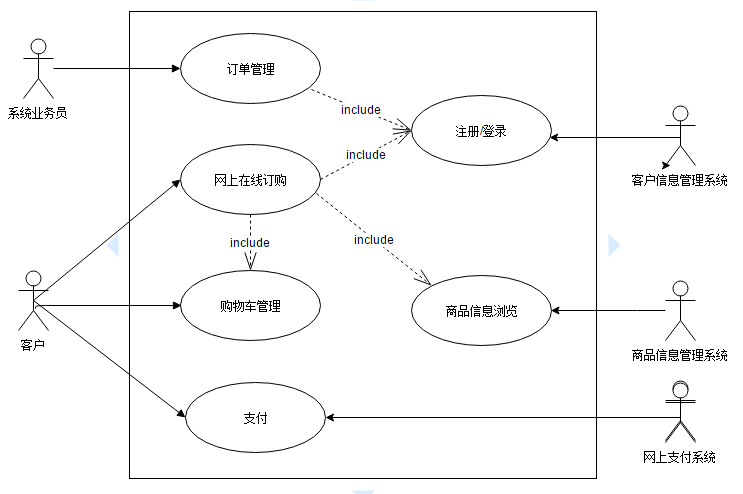 订单管理
系统业务员
include
注册/登录
include
网上在线订购
客户信息管理系统
include
include
购物车管理
商品信息浏览
客户
商品信息管理系统
支付
网上支付系统